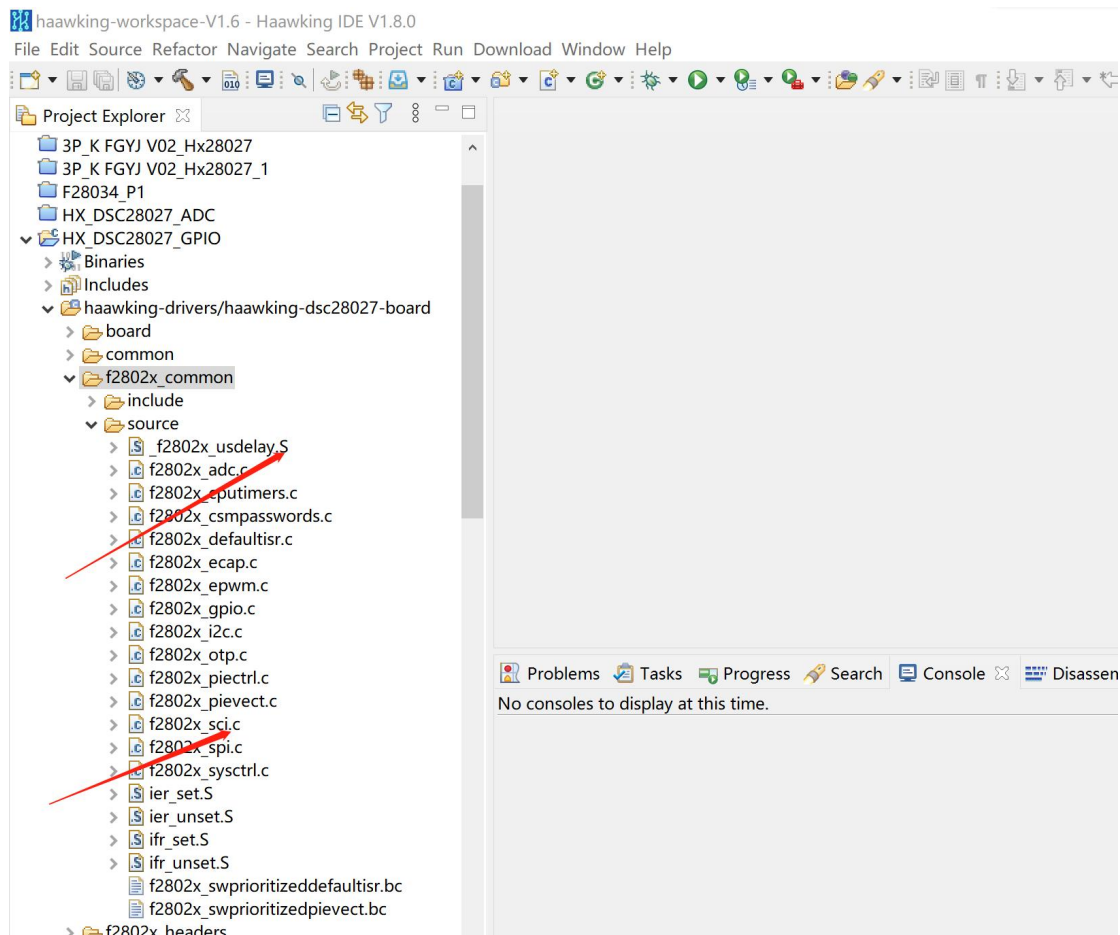 haawking-workspace-V1.6 - Haawking IDE V1.8.0
File Edit Source Refactor Navigate Search Project Run Download Window Help
Project Explorer
3P_K FGYJ V02_Hx28027
3P_K FGYJ V02_Hx28027_1
F28034_P1
HX_DSC28027_ADC
HX_DSC28027_GPIO
Binaries
Includes
haawking-drivers/haawking-dsc28027-board
board
common
f2802x_common
include
source
_f2802x_usdelay.S
f2802x_adc.c
f2802x_cputimers.c
f2802x_csmpasswords.c
f2802x_defaultisr.c
f2802x_ecap.c
f2802x_epwm.c
f2802x_gpio.c
f2802x_i2c.c
f2802x_otp.c
f2802x_piectrl.c
f2802x_pievect.c
f2802x_sci.c
f2802x_spi.c
f2802x_sysctrl.c
ier_set.S
ier_unset.S
ifr_set.S
ifr_unset.S
f2802x_swprioritizeddefaultisr.bc
f2802x_swprioritizedpievect.bc
f2802x_headers
Problems Tasks Progress Search Console Disassem
No consoles to display at this time.